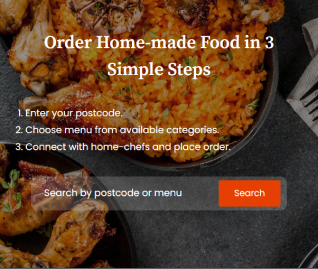 Order Home-made Food in 3
Simple Steps
1. Enter your postcode.
2. Choose menu from available categories.
3. Connect with home-chefs and place order.
Search by postcode or menu
Search